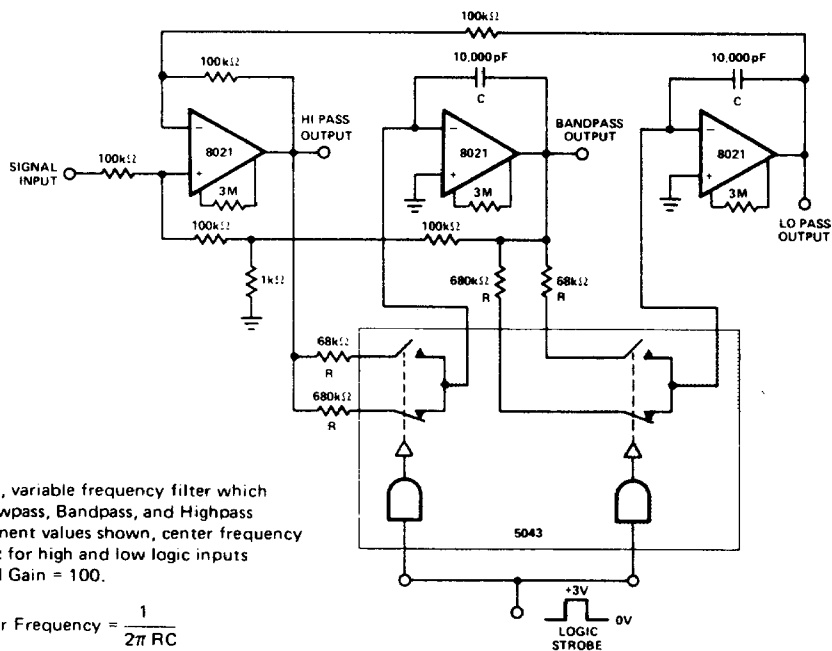 100kΩ
100kΩ
10,000pF
C
10,000pF
C
HI PASS
OUTPUT
BANDPASS
OUTPUT
SIGNAL
INPUT
100kΩ
−
+
8021
3M
−
+
8021
3M
−
+
8021
3M
LO PASS
OUTPUT
100kΩ
100kΩ
1kΩ
680kΩ
R
68kΩ
R
68kΩ
R
680kΩ
R
5043
, variable frequency filter which
wpass, Bandpass, and Highpass
nent values shown, center frequency
for high and low logic inputs
Gain = 100.
r Frequency = 1 / 2π RC
+3V
0V
LOGIC
STROBE